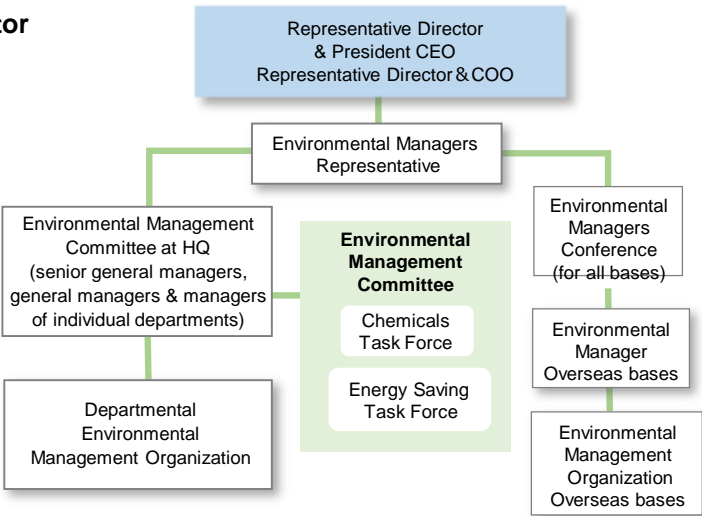 tor
Representative Director
& President CEO
Representative Director&COO
Environmental Managers
Representative
Environmental Management
Committee at HQ
(senior general managers,
general managers & managers
of individual departments)
Environmental
Management
Committee
Chemicals
Task Force
Energy Saving
Task Force
Environmental
Managers
Conference
(for all bases)
Environmental
Manager
Overseas bases
Departmental
Environmental
Management Organization
Environmental
Management
Organization
Overseas bases